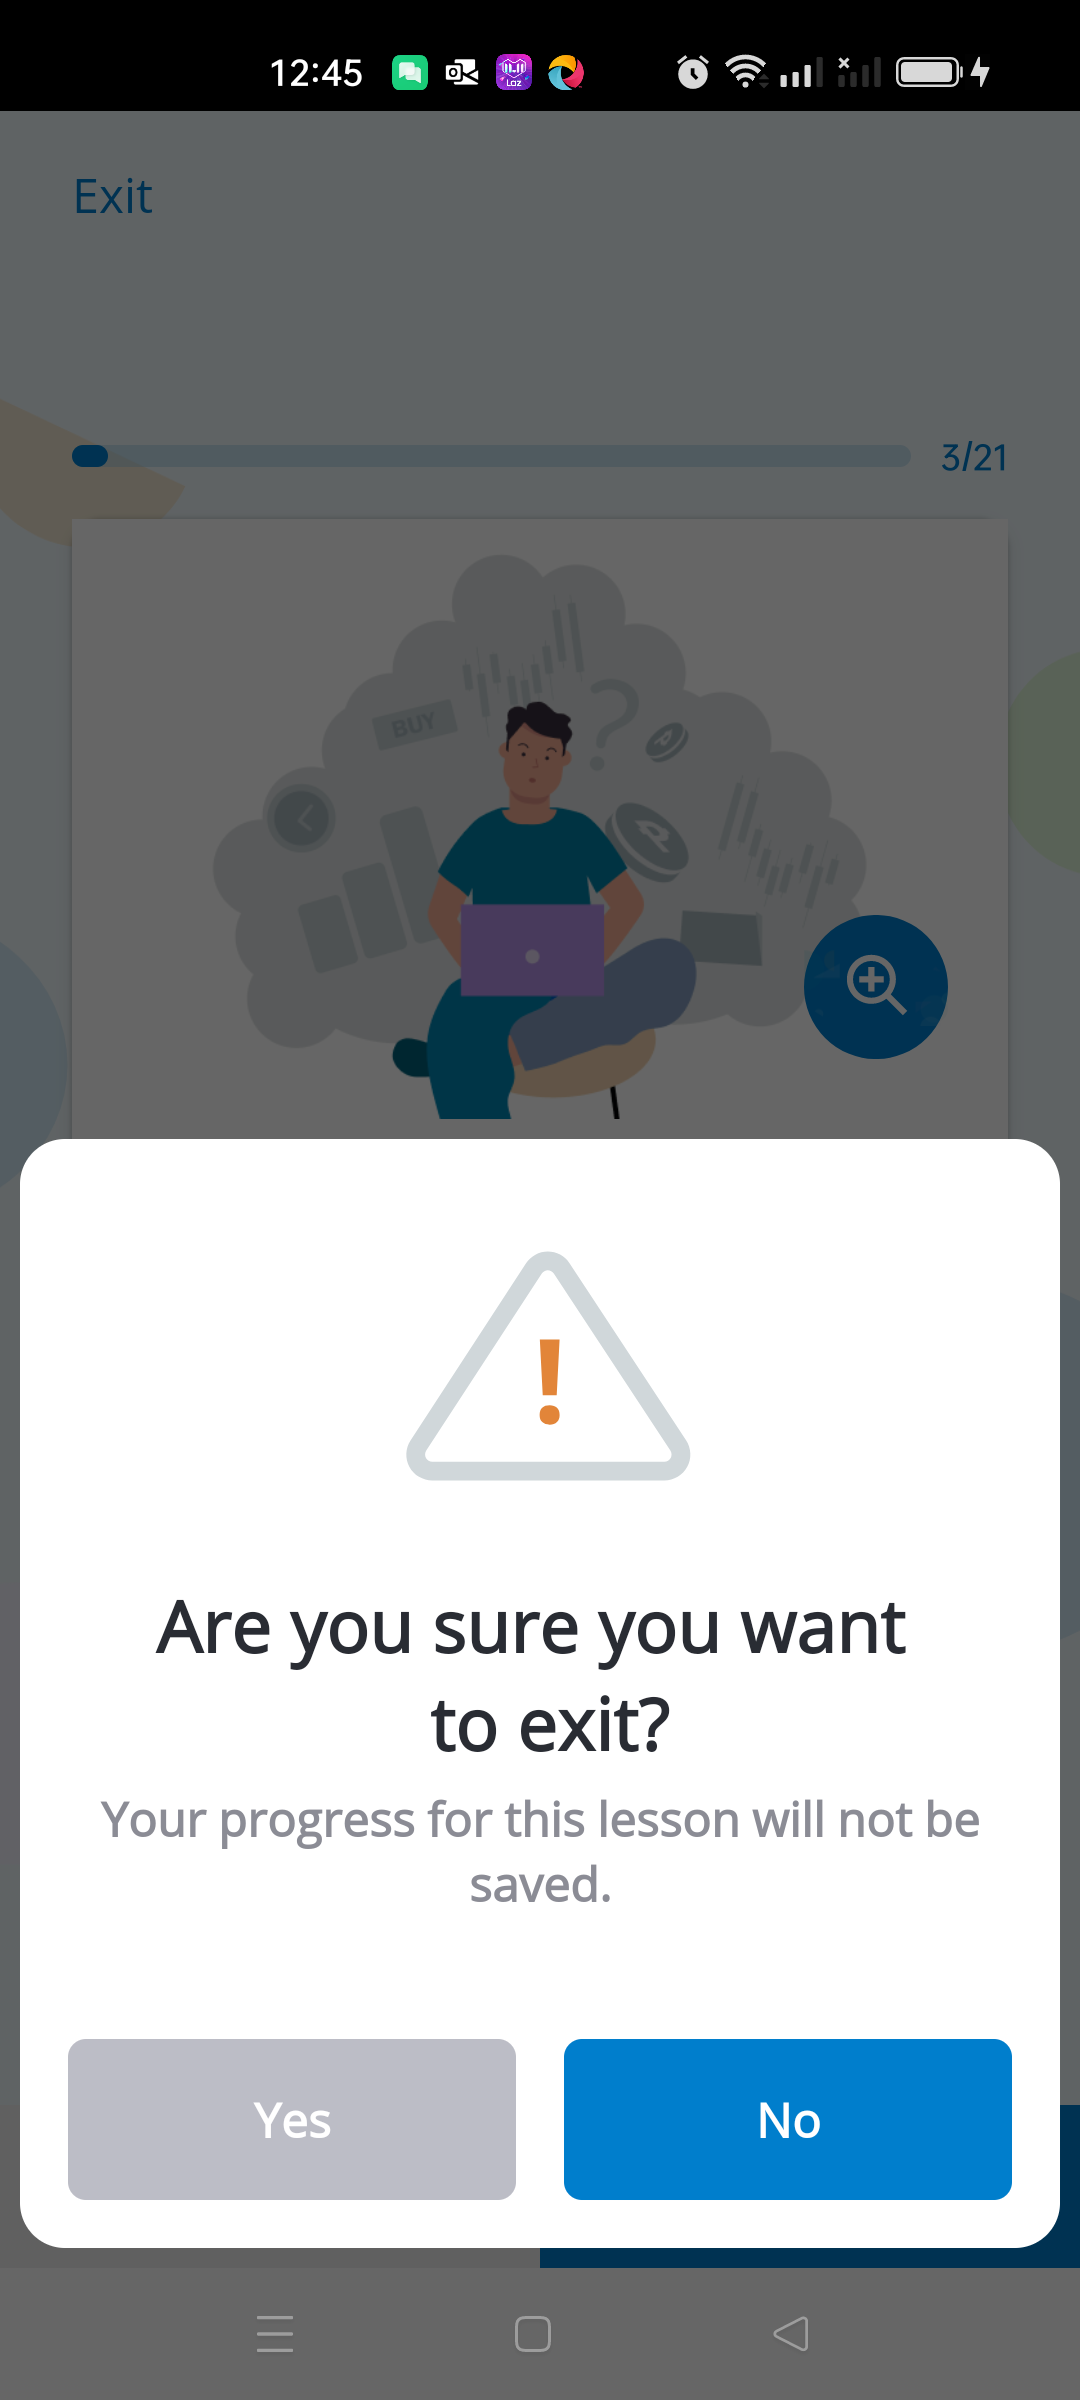 12:45
Exit
3/21
BUY
Are you sure you want
to exit?
Your progress for this lesson will not be
saved.
Yes
No